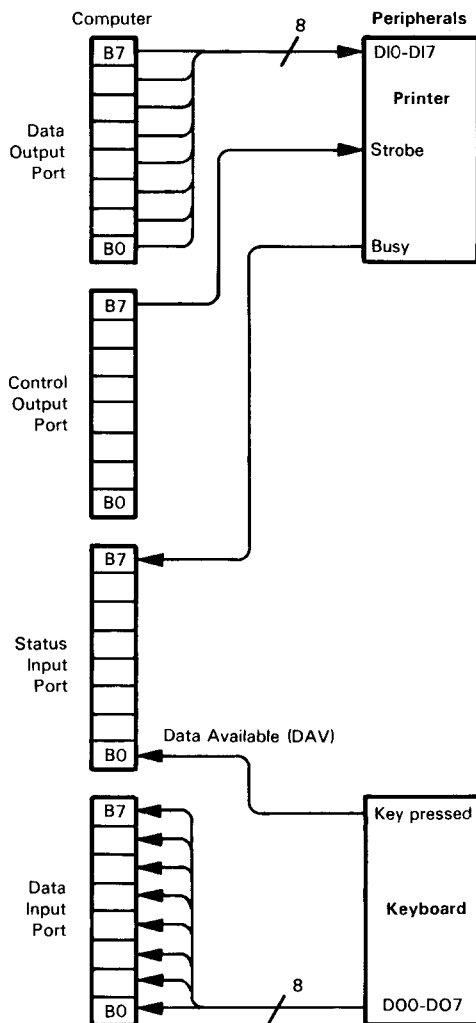 Computer
8
Peripherals
B7
DI0-DI7
Printer
Data
Output
Port
Strobe
B0
Busy
B7
Control
Output
Port
B0
B7
Status
Input
Port
Data Available (DAV)
B0
B7
Key pressed
Data
Input
Port
Keyboard
8
B0
DO0-DO7